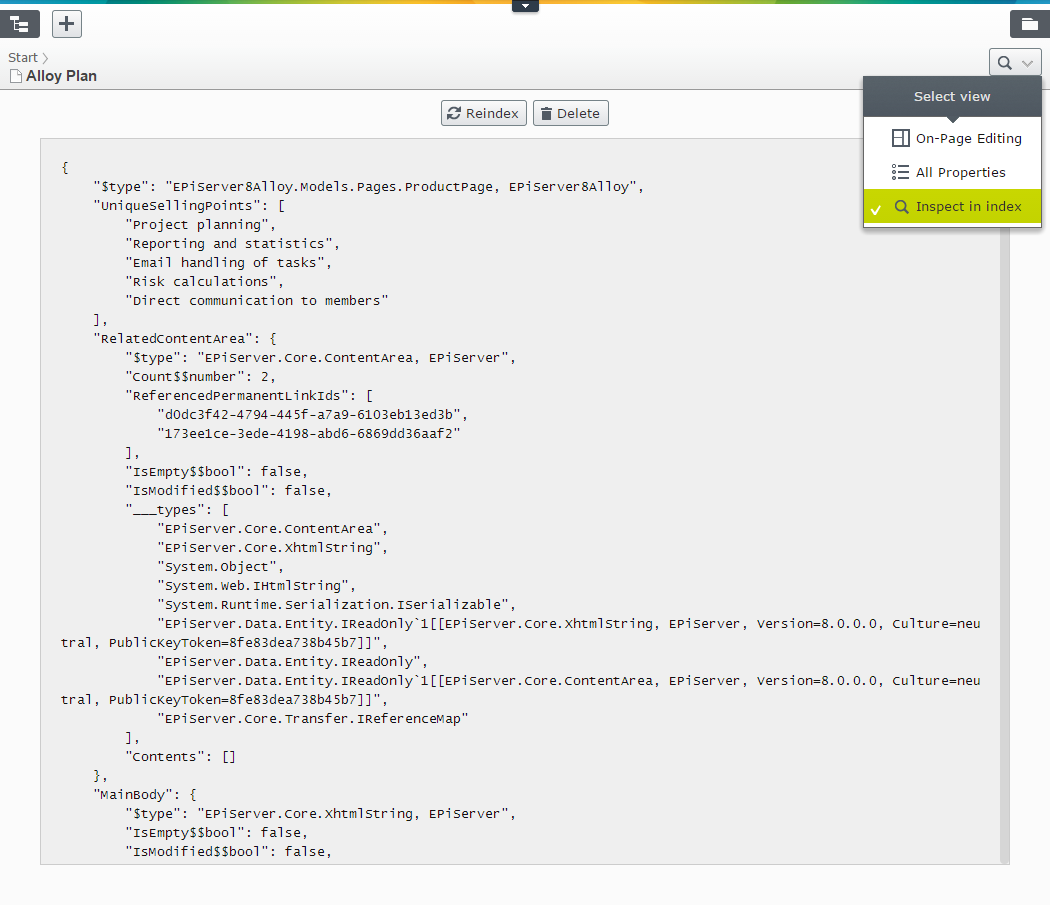 Start
Alloy Plan
Select view
On-Page Editing
All Properties
Inspect in index
Reindex
Delete
{
    "$type": "EPiServer8Alloy.Models.Pages.ProductPage, EPiServer8Alloy",
    "UniqueSellingPoints": [
        "Project planning",
        "Reporting and statistics",
        "Email handling of tasks",
        "Risk calculations",
        "Direct communication to members"
    ],
    "RelatedContentArea": {
        "$type": "EPiServer.Core.ContentArea, EPiServer",
        "Count$$number": 2,
        "ReferencedPermanentLinkIds": [
            "d0dc3f42-4794-445f-a7a9-6103eb13ed3b",
            "173ee1ce-3ede-4198-abd6-6869dd36aaf2"
        ],
        "IsEmpty$$bool": false,
        "IsModified$$bool": false,
        "___types": [
            "EPiServer.Core.ContentArea",
            "EPiServer.Core.XhtmlString",
            "System.Object",
            "System.Web.IHtmlString",
            "System.Runtime.Serialization.ISerializable",
            "EPiServer.Data.Entity.IReadOnly`1[[EPiServer.Core.XhtmlString, EPiServer, Version=8.0.0.0, Culture=neu
tral, PublicKeyToken=8fe83dea738b45b7]]",
            "EPiServer.Data.Entity.IReadOnly",
            "EPiServer.Data.Entity.IReadOnly`1[[EPiServer.Core.ContentArea, EPiServer, Version=8.0.0.0, Culture=neu
tral, PublicKeyToken=8fe83dea738b45b7]]",
            "EPiServer.Core.Transfer.IReferenceMap"
        ],
        "Contents": []
    },
    "MainBody": {
        "$type": "EPiServer.Core.XhtmlString, EPiServer",
        "IsEmpty$$bool": false,
        "IsModified$$bool": false,